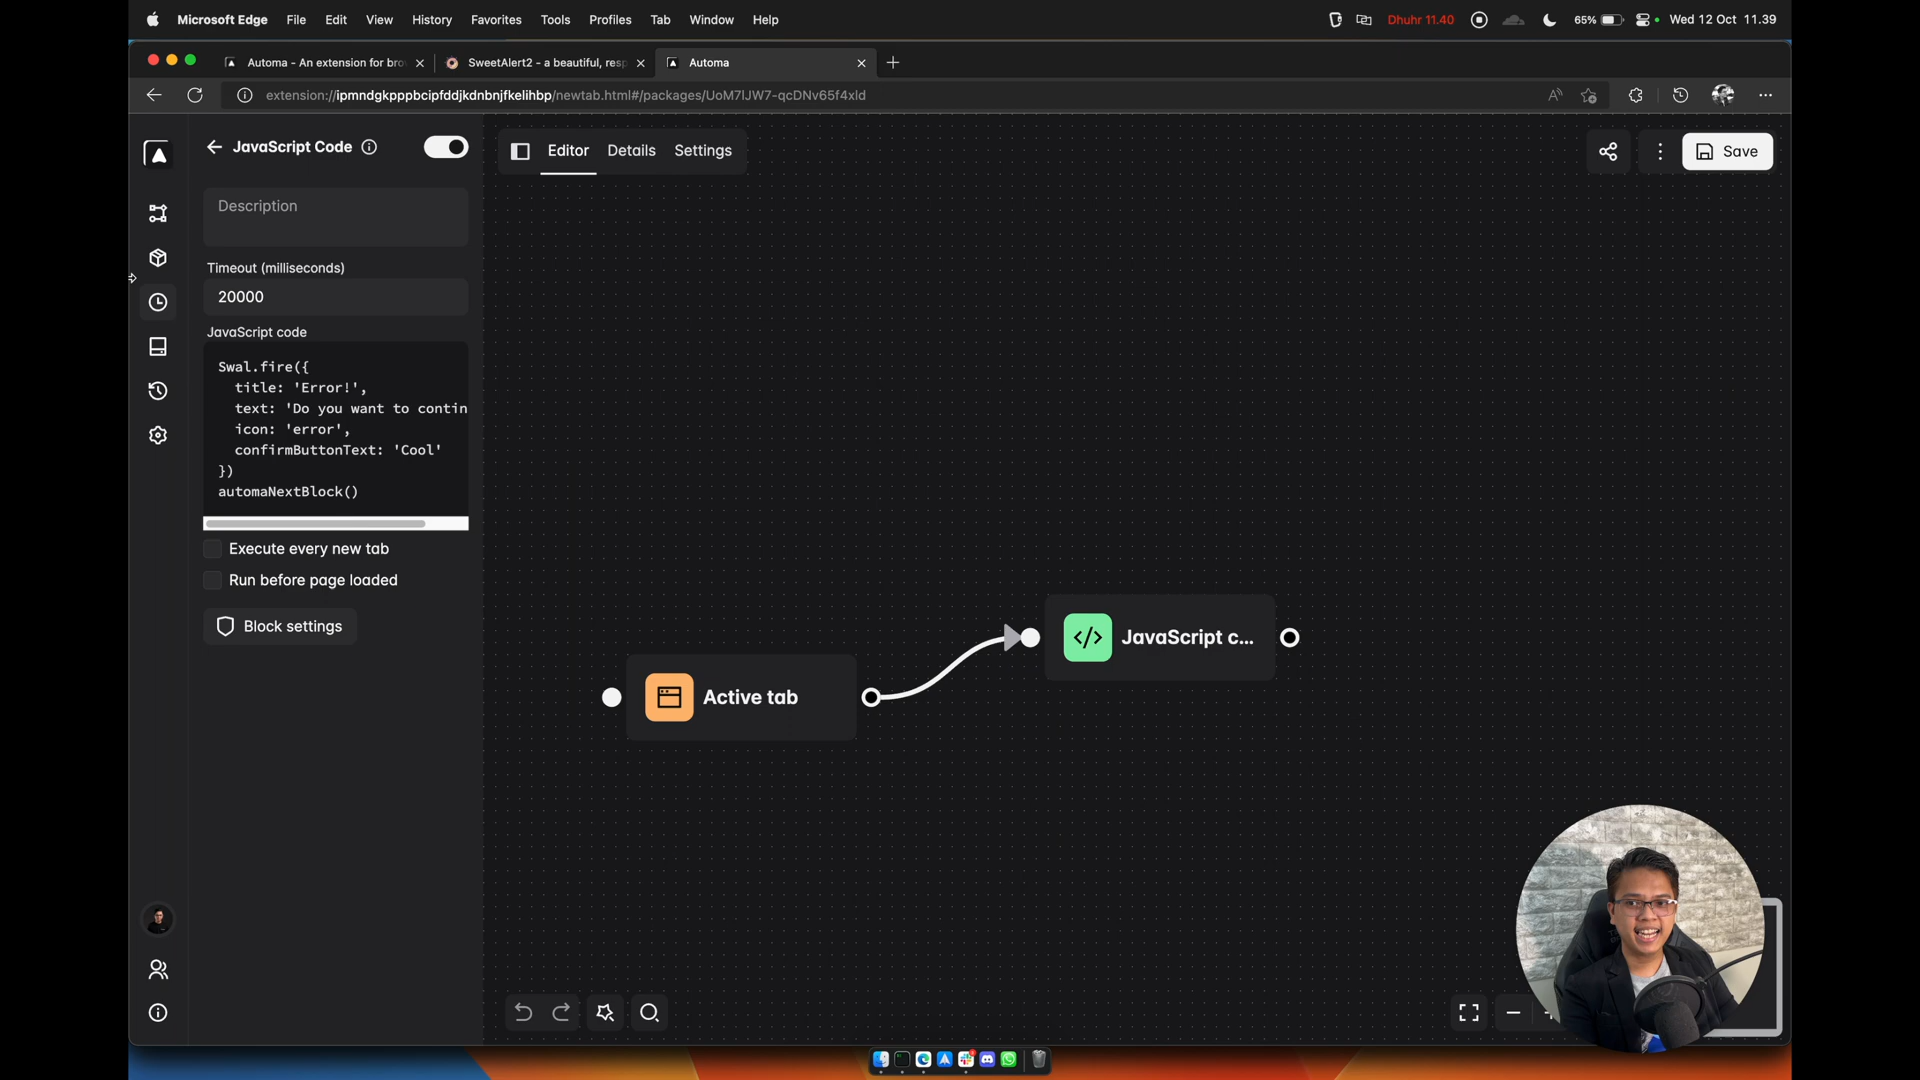 Microsoft Edge File Edit View History Favorites Tools Profiles Tab Window Help
Dhuhr 11.40 65% Wed 12 Oct 11.39
Automa - An extension for bro
SweetAlert2 - a beautiful, resp
Automa
extension://ipmndgkpppbcipfddjkdnbnjfkelihbp/newtab.html#/packages/UoM7lJW7-qcDNv65f4xld
JavaScript Code
Editor Details Settings
Save
Description
Timeout (milliseconds)
20000
JavaScript code
Swal.fire({
title: 'Error!',
text: 'Do you want to contin
icon: 'error',
confirmButtonText: 'Cool'
})
automaNextBlock()
Execute every new tab
Run before page loaded
Block settings
JavaScript c...
Active tab